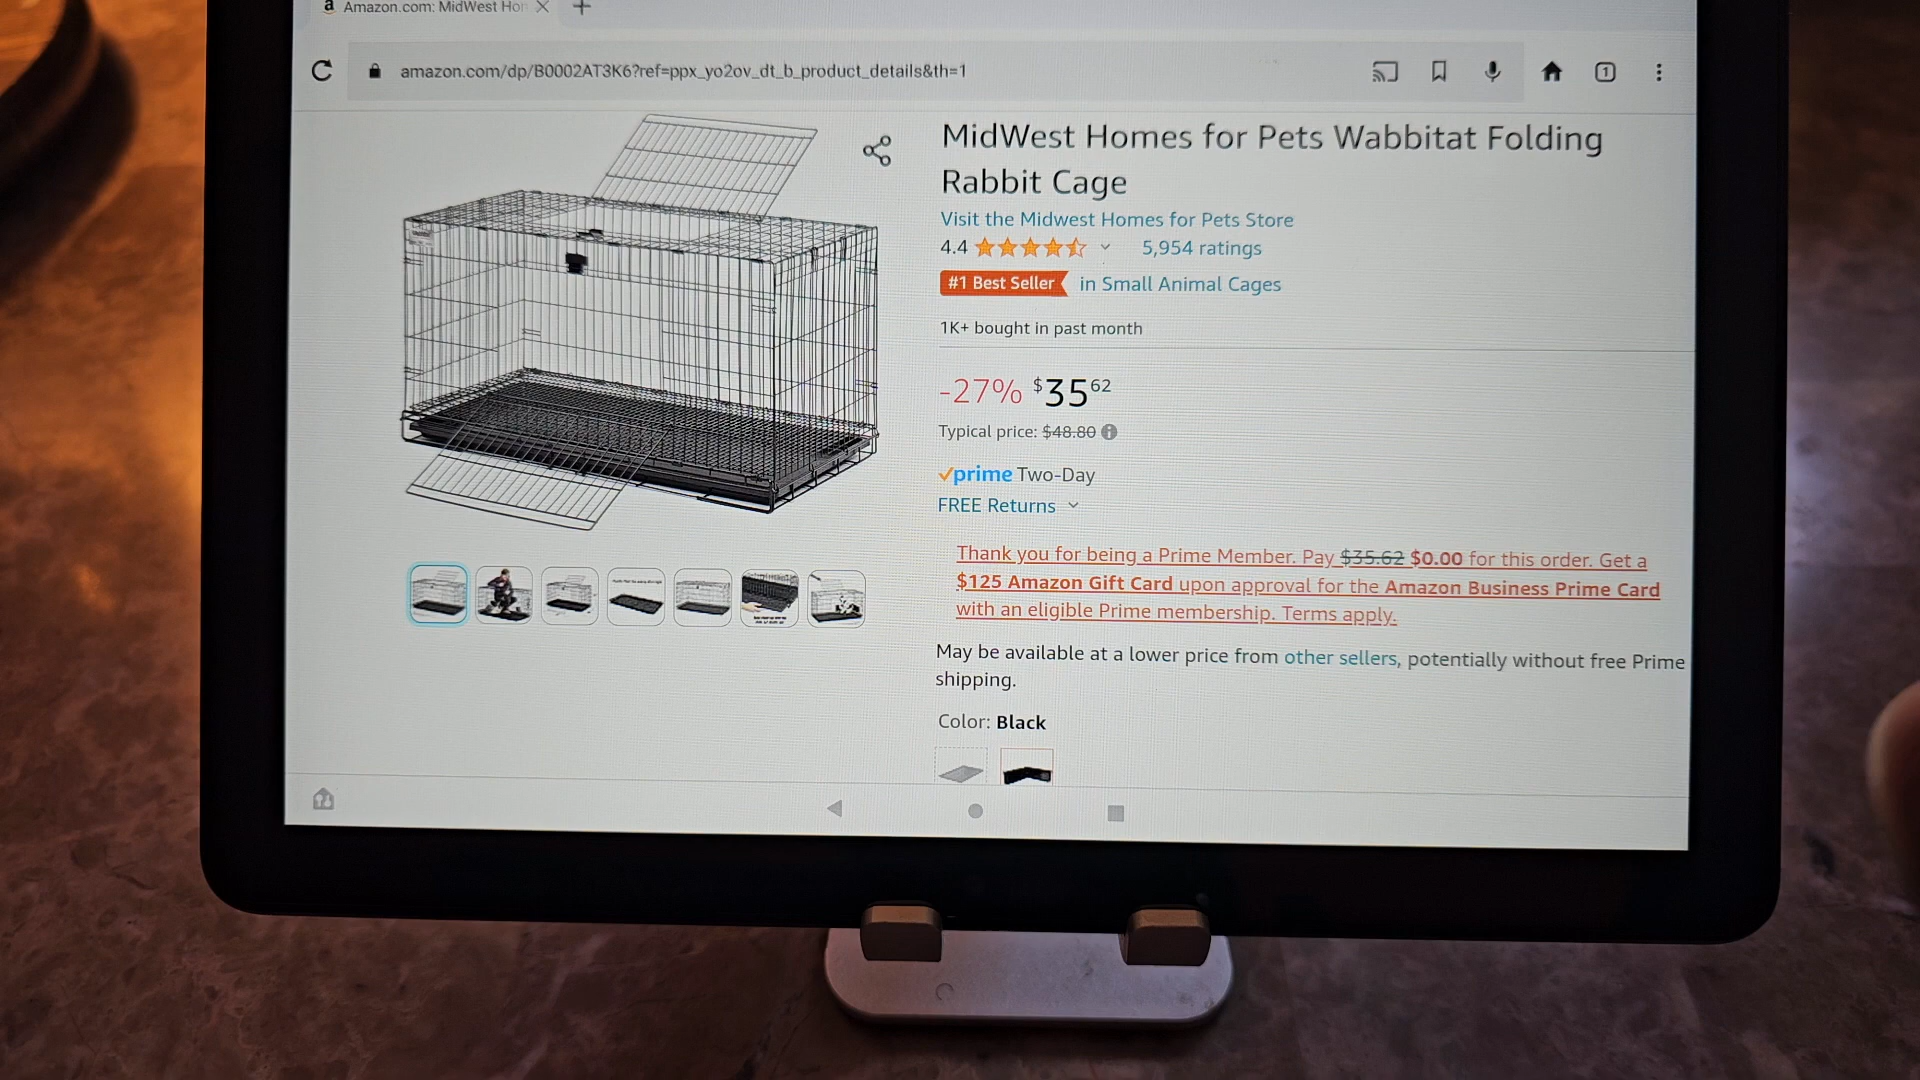 a Amazon.com: MidWest Hon
amazon.com/dp/B0002AT3K6?ref=ppx_yo2ov_dt_b_product_details&th=1
1
MidWest Homes for Pets Wabbitat Folding
Rabbit Cage
Visit the Midwest Homes for Pets Store
4.4 5,954 ratings
#1 Best Seller in Small Animal Cages
1K+ bought in past month
-27% $35 62
Typical price: $48.80
prime Two-Day
FREE Returns
Thank you for being a Prime Member. Pay $35.62 $0.00 for this order. Get a
$125 Amazon Gift Card upon approval for the Amazon Business Prime Card
with an eligible Prime membership. Terms apply.
May be available at a lower price from other sellers, potentially without free Prime
shipping.
Color: Black